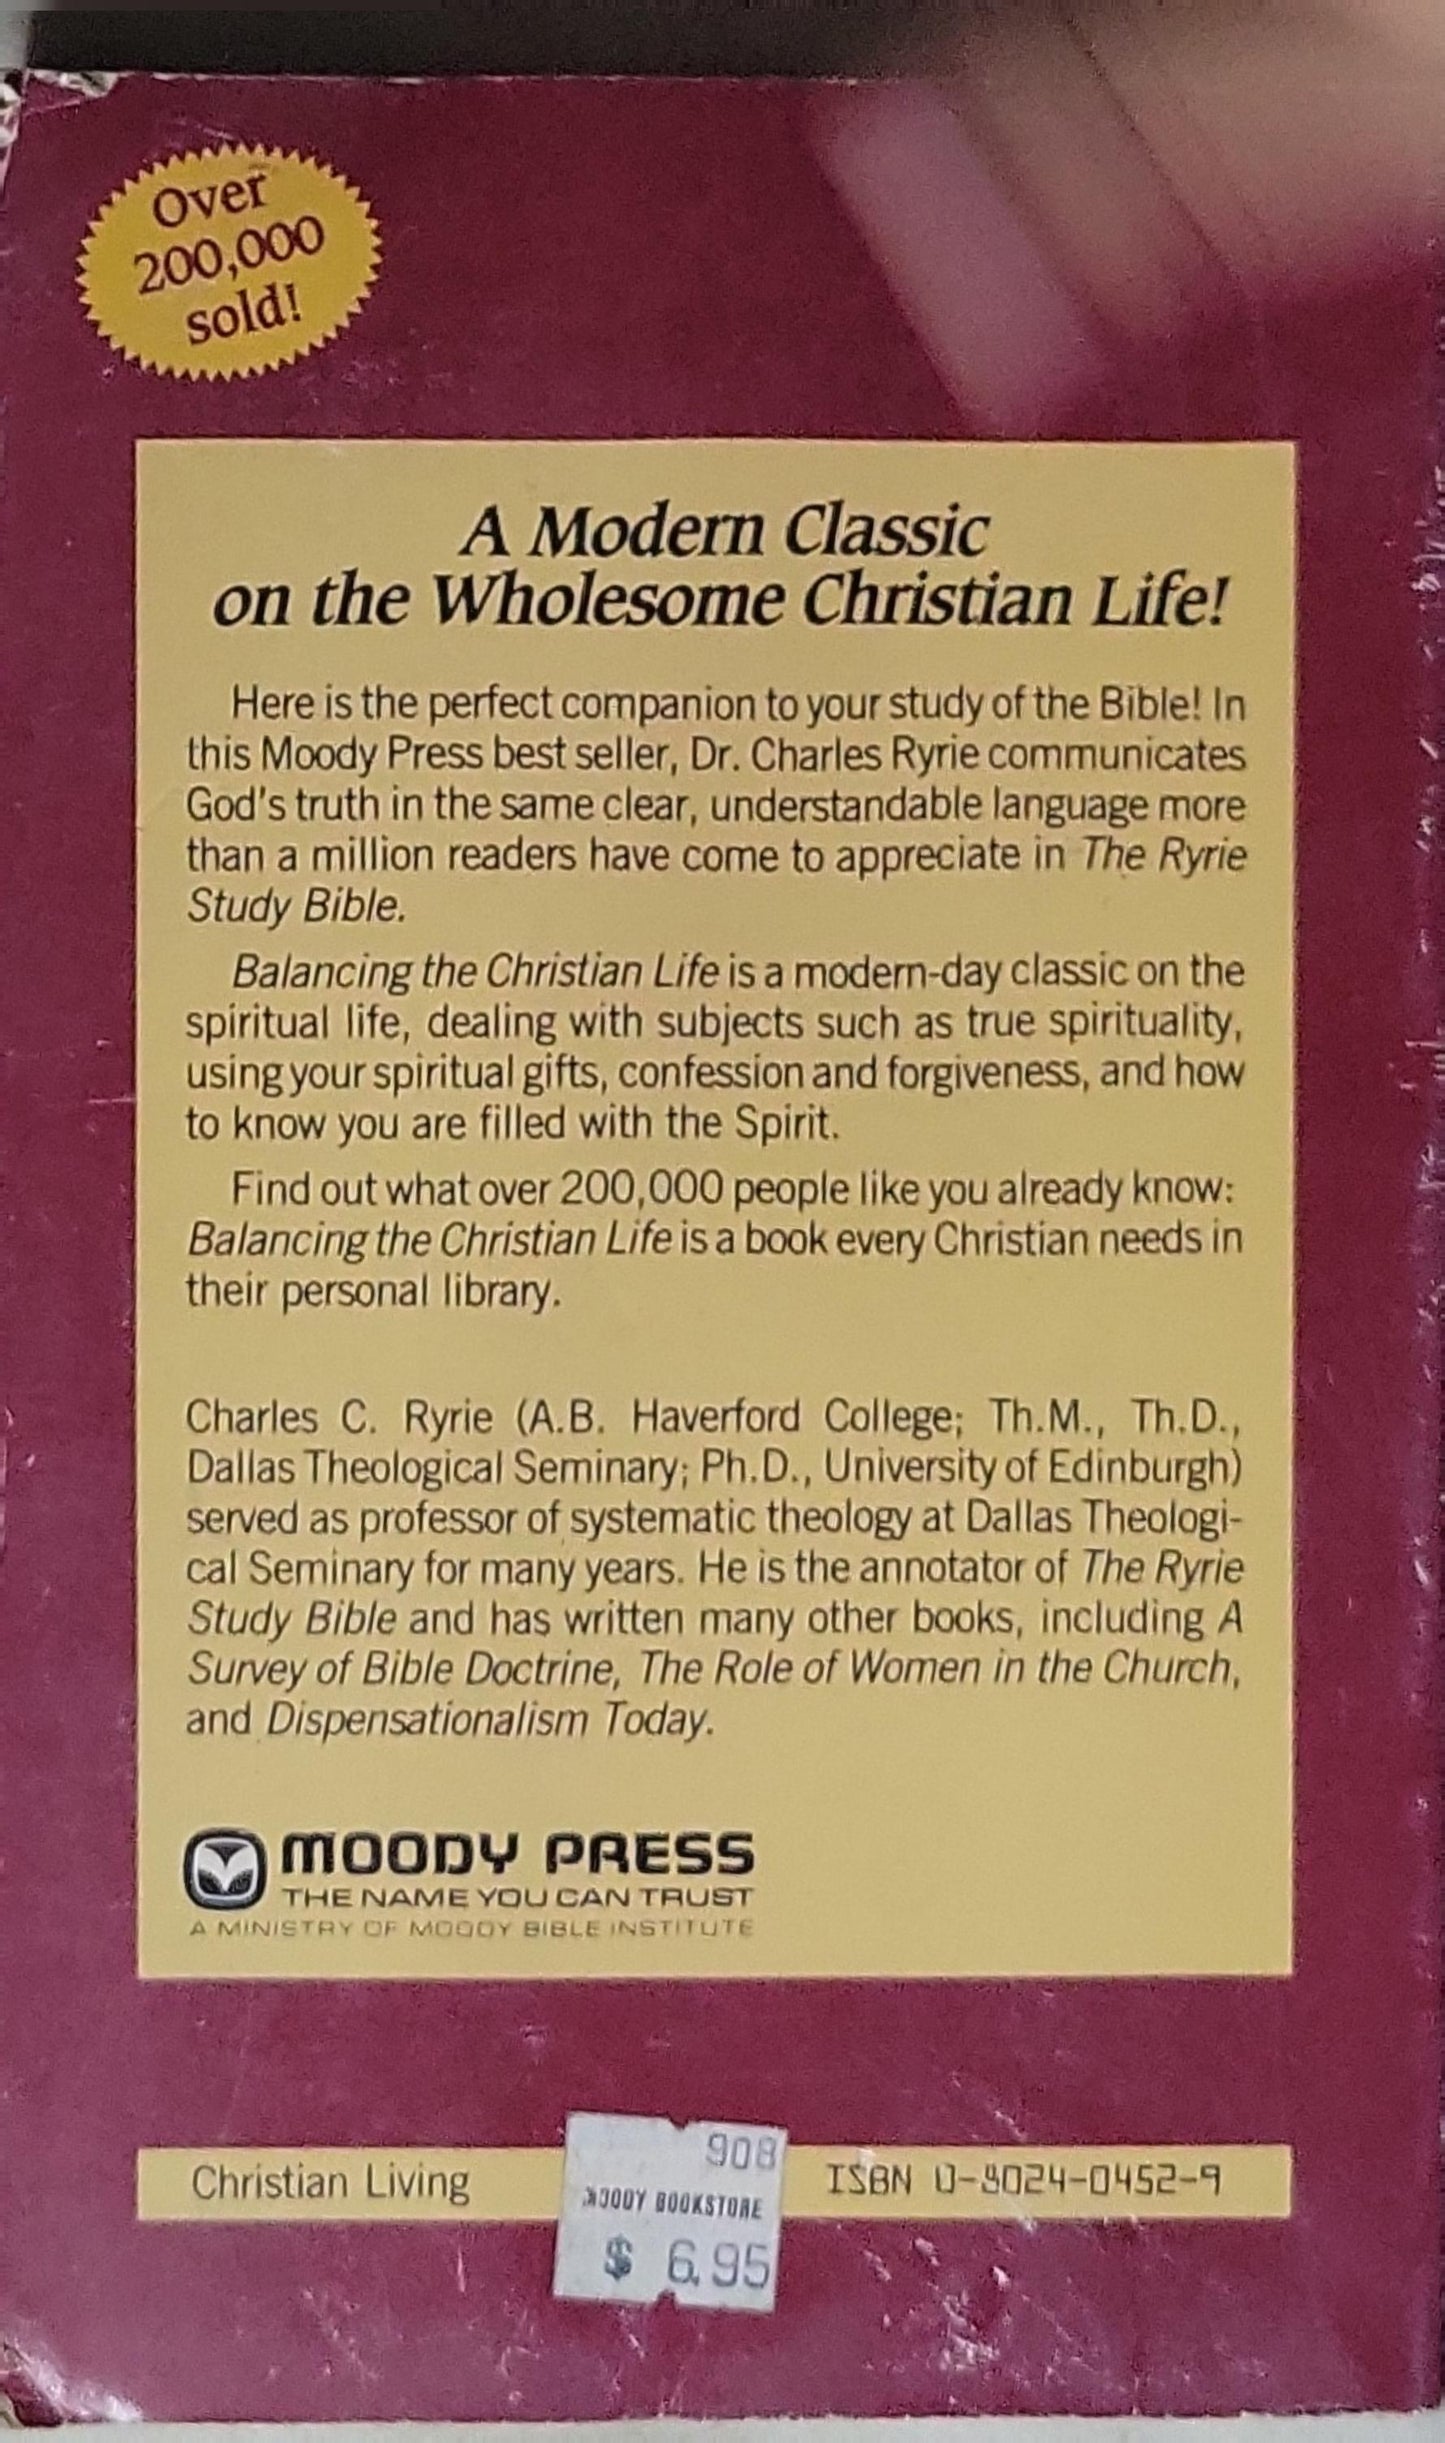 Over
200,000
sold!
A Modern Classic
on the Wholesome Christian Life!
Here is the perfect companion to your study of the Bible! In
this Moody Press best seller, Dr. Charles Ryrie communicates
God's truth in the same clear, understandable language more
than a million readers have come to appreciate in The Ryrie
Study Bible.
Balancing the Christian Life is a modern-day classic on the
spiritual life, dealing with subjects such as true spirituality,
using your spiritual gifts, confession and forgiveness, and how
to know you are filled with the Spirit.
Find out what over 200,000 people like you already know:
Balancing the Christian Life is a book every Christian needs in
their personal library.
Charles C. Ryrie (A.B. Haverford College; Th.M., Th.D.,
Dallas Theological Seminary; Ph.D., University of Edinburgh)
served as professor of systematic theology at Dallas Theologi-
cal Seminary for many years. He is the annotator of The Ryrie
Study Bible and has written many other books, including A
Survey of Bible Doctrine, The Role of Women in the Church,
and Dispensationalism Today.
MOODY PRESS
THE NAME YOU CAN TRUST
A MINISTRY OF MOODY BIBLE INSTITUTE
908
MOODY BOOKSTORE
$ 6.95
Christian Living
ISBN 0-8024-0452-9